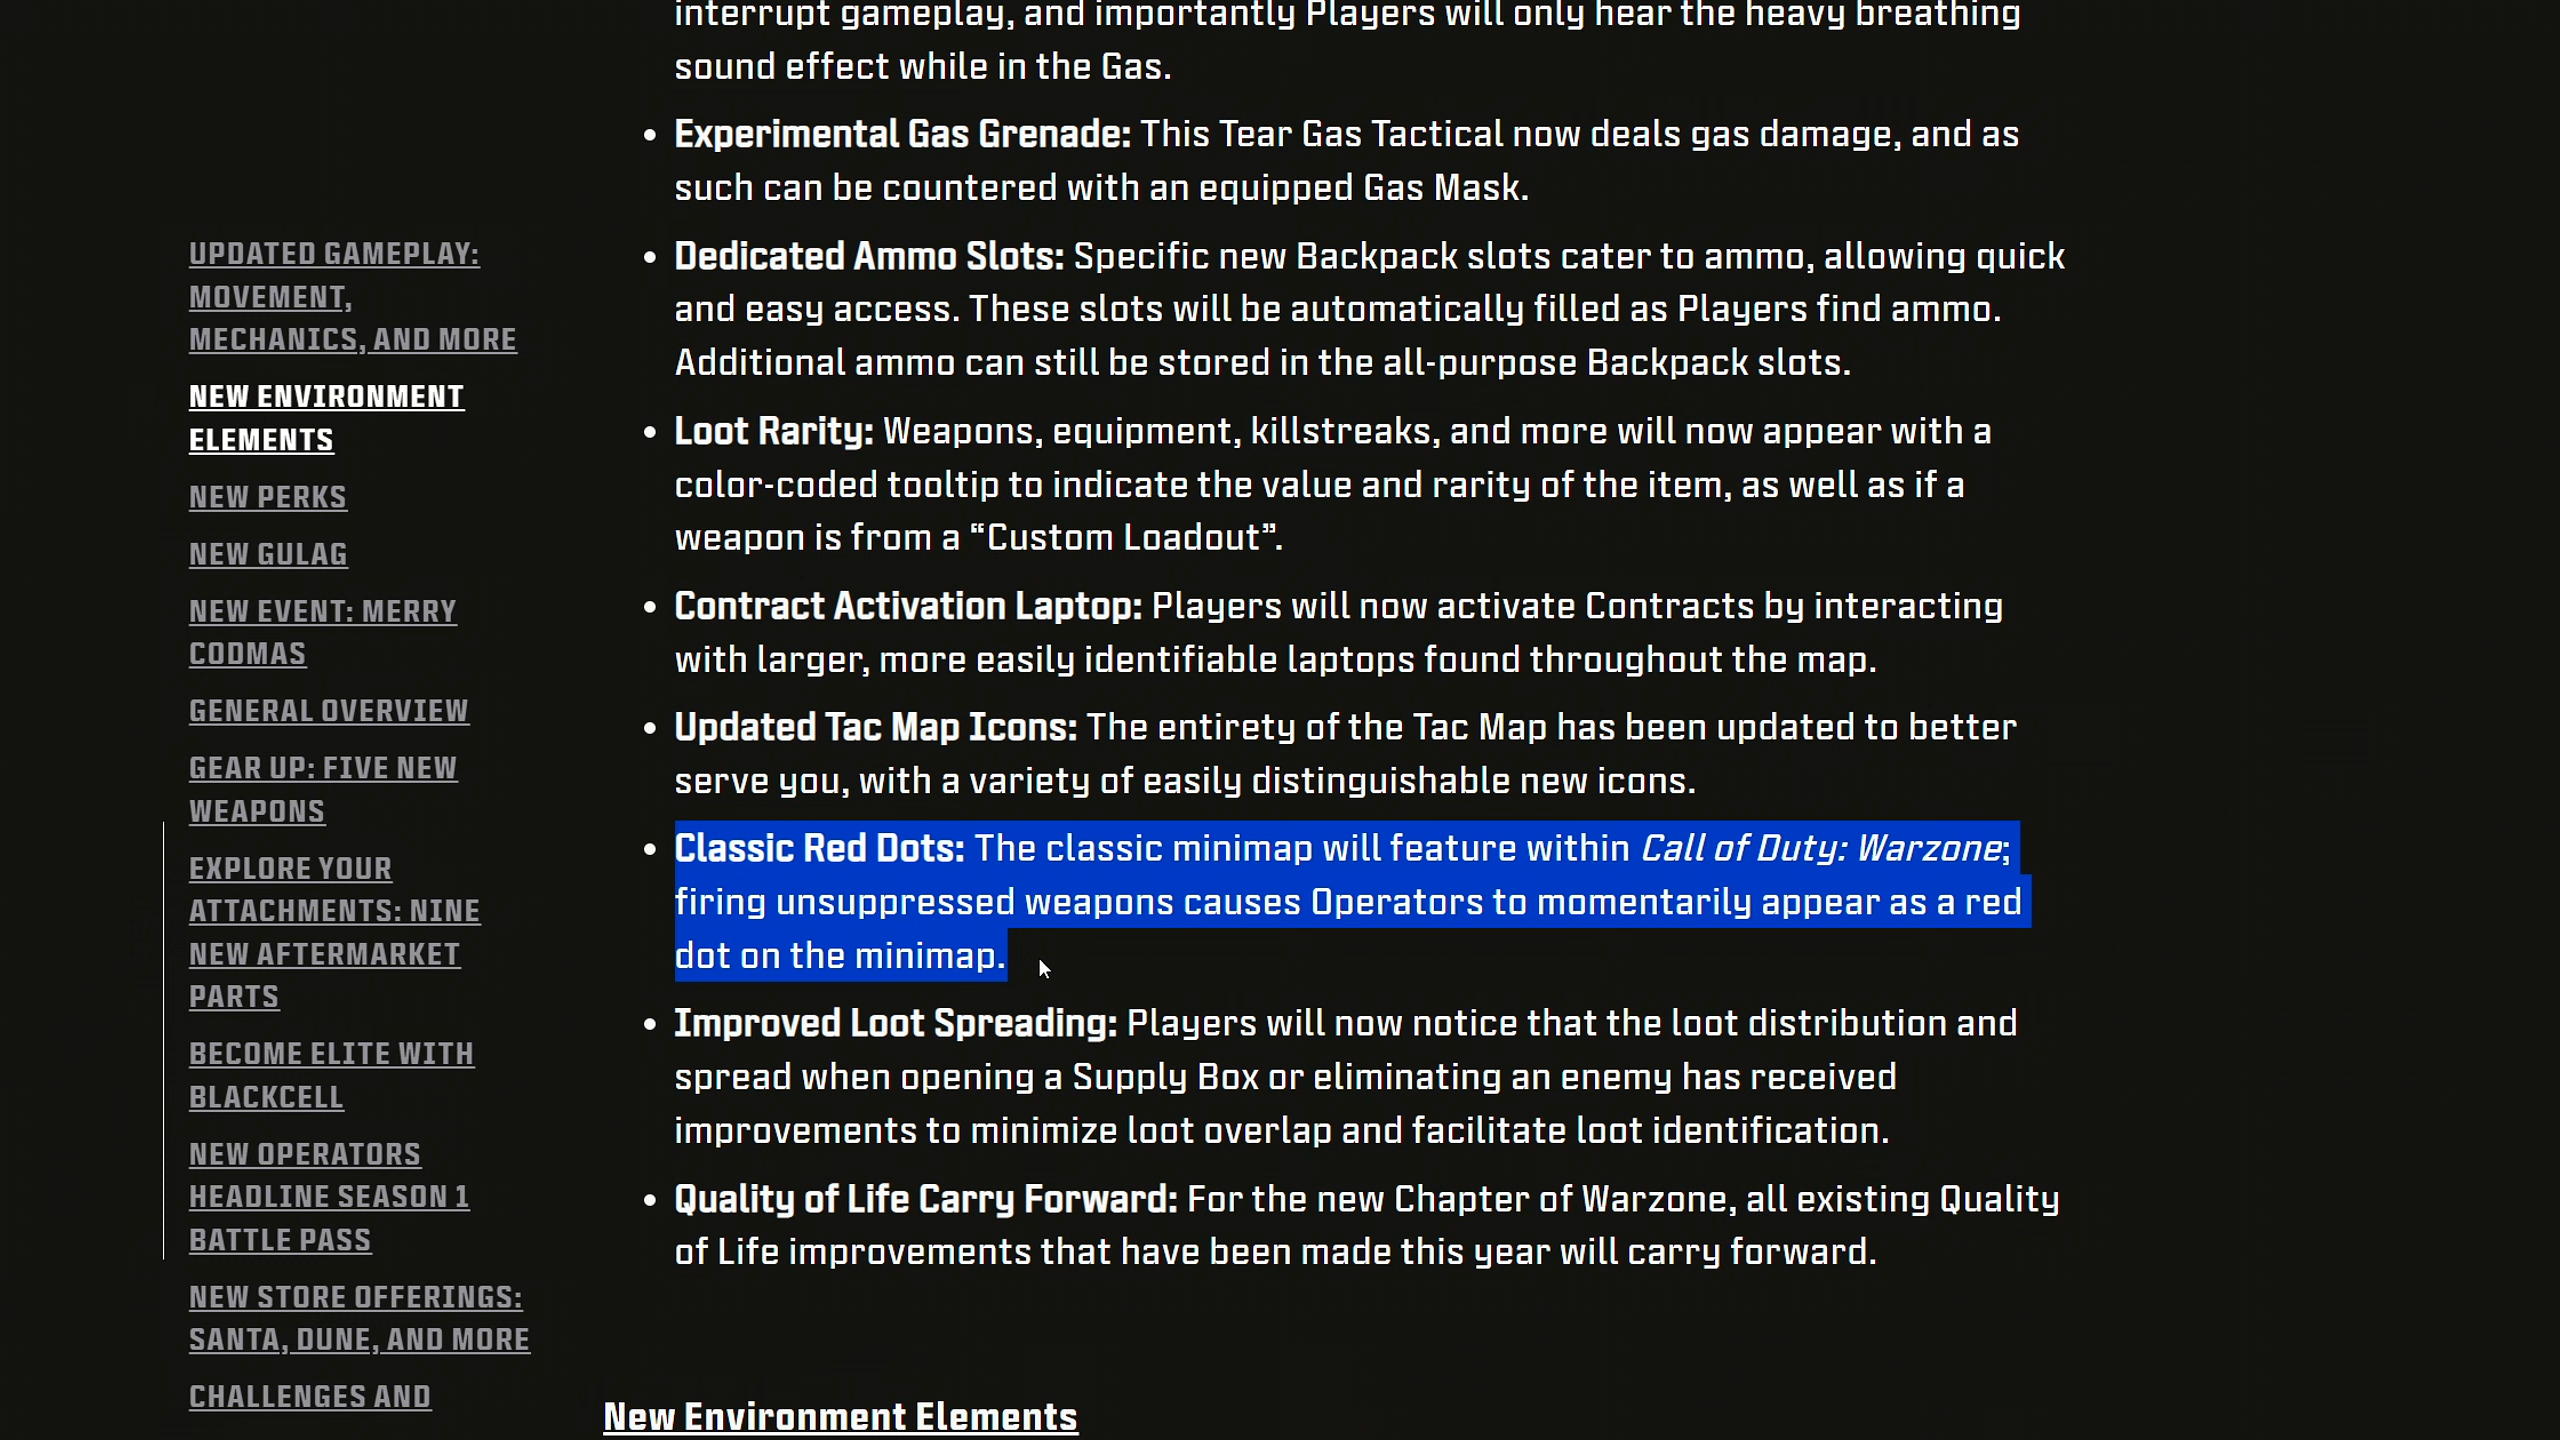 interrupt gameplay, and importantly Players will only hear the heavy breathing
sound effect while in the Gas.
• Experimental Gas Grenade: This Tear Gas Tactical now deals gas damage, and as
such can be countered with an equipped Gas Mask.
• Dedicated Ammo Slots: Specific new Backpack slots cater to ammo, allowing quick
and easy access. These slots will be automatically filled as Players find ammo.
Additional ammo can still be stored in the all-purpose Backpack slots.
• Loot Rarity: Weapons, equipment, killstreaks, and more will now appear with a
color-coded tooltip to indicate the value and rarity of the item, as well as if a
weapon is from a “Custom Loadout”.
• Contract Activation Laptop: Players will now activate Contracts by interacting
with larger, more easily identifiable laptops found throughout the map.
• Updated Tac Map Icons: The entirety of the Tac Map has been updated to better
serve you, with a variety of easily distinguishable new icons.
• Classic Red Dots: The classic minimap will feature within Call of Duty: Warzone;
firing unsuppressed weapons causes Operators to momentarily appear as a red
dot on the minimap.
• Improved Loot Spreading: Players will now notice that the loot distribution and
spread when opening a Supply Box or eliminating an enemy has received
improvements to minimize loot overlap and facilitate loot identification.
• Quality of Life Carry Forward: For the new Chapter of Warzone, all existing Quality
of Life improvements that have been made this year will carry forward.
New Environment Elements
UPDATED GAMEPLAY:
MOVEMENT,
MECHANICS, AND MORE
NEW ENVIRONMENT
ELEMENTS
NEW PERKS
NEW GULAG
NEW EVENT: MERRY
CODMAS
GENERAL OVERVIEW
GEAR UP: FIVE NEW
WEAPONS
EXPLORE YOUR
ATTACHMENTS: NINE
NEW AFTERMARKET
PARTS
BECOME ELITE WITH
BLACKCELL
NEW OPERATORS
HEADLINE SEASON 1
BATTLE PASS
NEW STORE OFFERINGS:
SANTA, DUNE, AND MORE
CHALLENGES AND